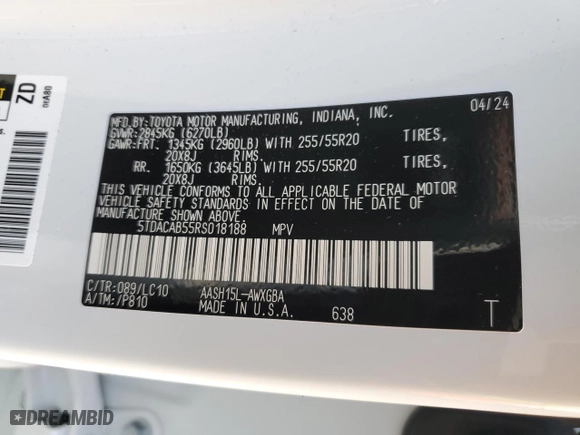 ZD
0fA80
MFD. BY: TOYOTA MOTOR MANUFACTURING, INDIANA, INC. 04/24
GVWR: 2845KG (6270LB)
GAWR: FRT. 1345KG (2960LB) WITH 255/55R20 TIRES,
20X8J RIMS.
RR. 1650KG (3645LB) WITH 255/55R20 TIRES,
20X8J RIMS.
THIS VEHICLE CONFORMS TO ALL APPLICABLE FEDERAL MOTOR
VEHICLE SAFETY STANDARDS IN EFFECT ON THE DATE OF
MANUFACTURE SHOWN ABOVE.
5TDACAB55RS018188 MPV
C/TR: 089/LC10 AASH15L-AWXGBA
A/TM: /P810 MADE IN U.S.A. 638 T
DREAMBID